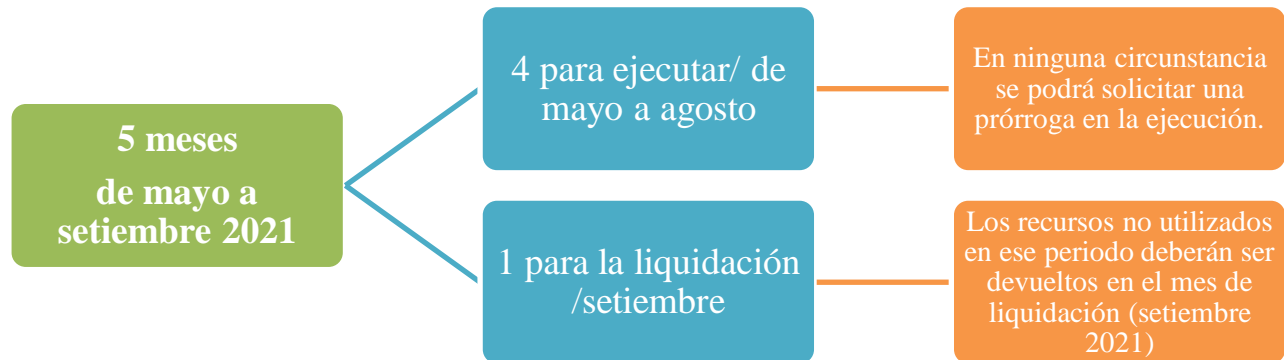 5 meses
de mayo a
setiembre 2021
4 para ejecutar/ de
mayo a agosto
En ninguna circunstancia
se podrá solicitar una
prórroga en la ejecución.
1 para la liquidación
/setiembre
Los recursos no utilizados
en ese periodo deberán ser
devueltos en el mes de
liquidación (setiembre
2021)